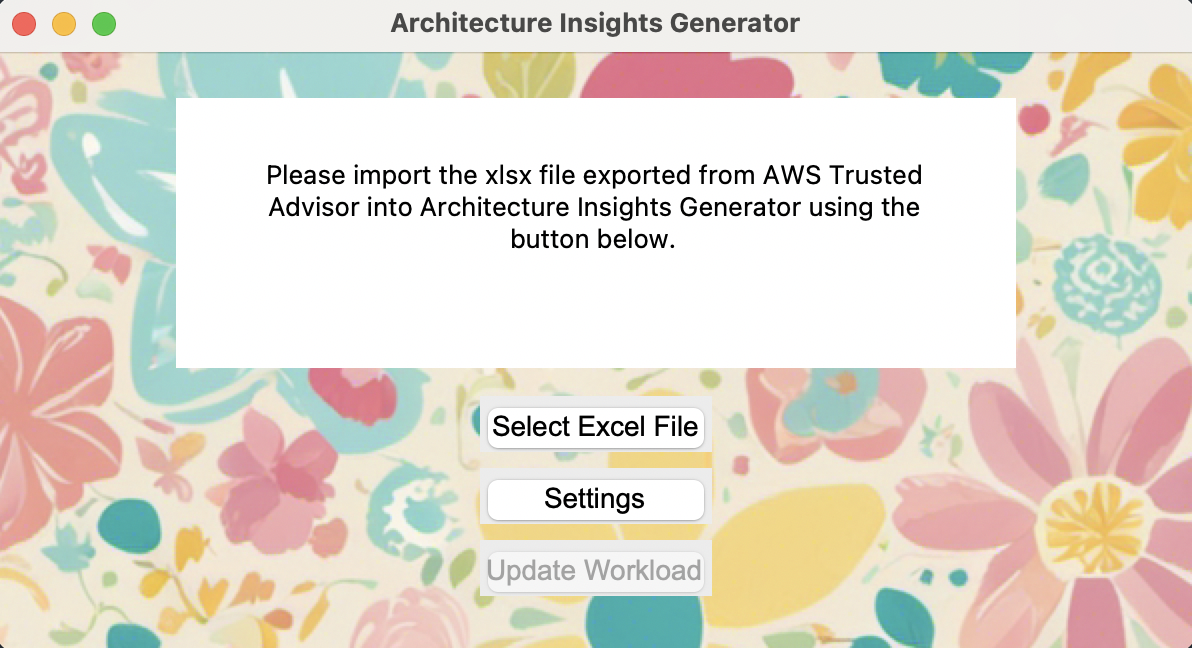 Architecture Insights Generator
Please import the xlsx file exported from AWS Trusted
Advisor into Architecture Insights Generator using the
button below.
Select Excel File
Settings
Update Workload